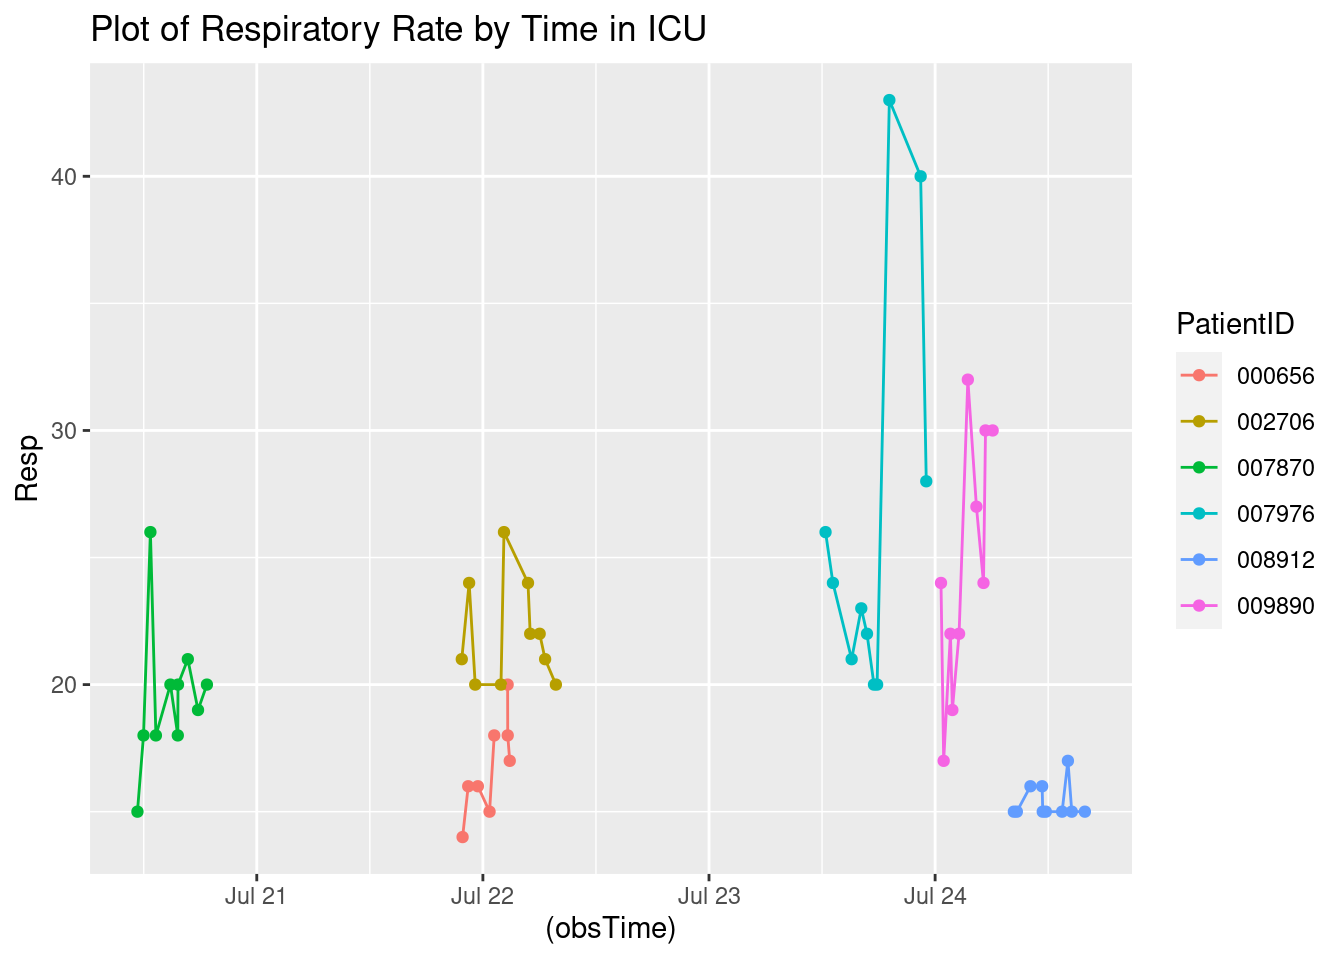 Plot of Respiratory Rate by Time in ICU
Resp
40
30
20
Jul 21
Jul 22
Jul 23
Jul 24
(obsTime)
PatientID
000656
002706
007870
007976
008912
009890